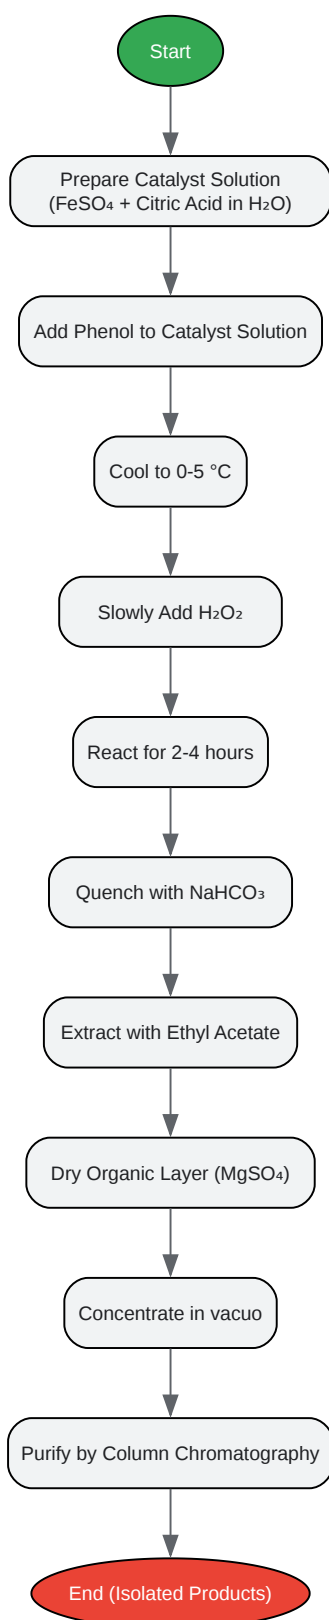 Start
Prepare Catalyst Solution
(FeSO₄ + Citric Acid in H₂O)
Add Phenol to Catalyst Solution
Cool to 0-5 °C
Slowly Add H₂O₂
React for 2-4 hours
Quench with NaHCO₃
Extract with Ethyl Acetate
Dry Organic Layer (MgSO₄)
Concentrate in vacuo
Purify by Column Chromatography
End (Isolated Products)